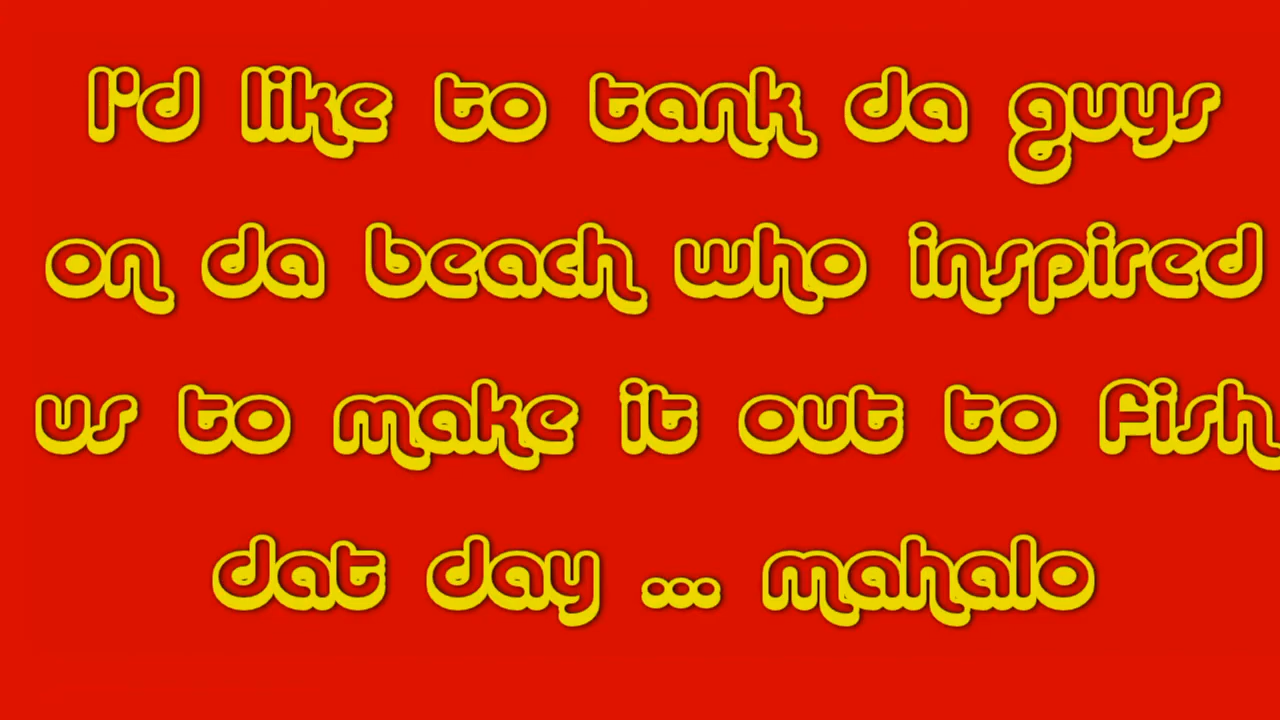 I'd like to tank da guys
on da beach who inspired
us to make it out to fish
dat day ... mahalo